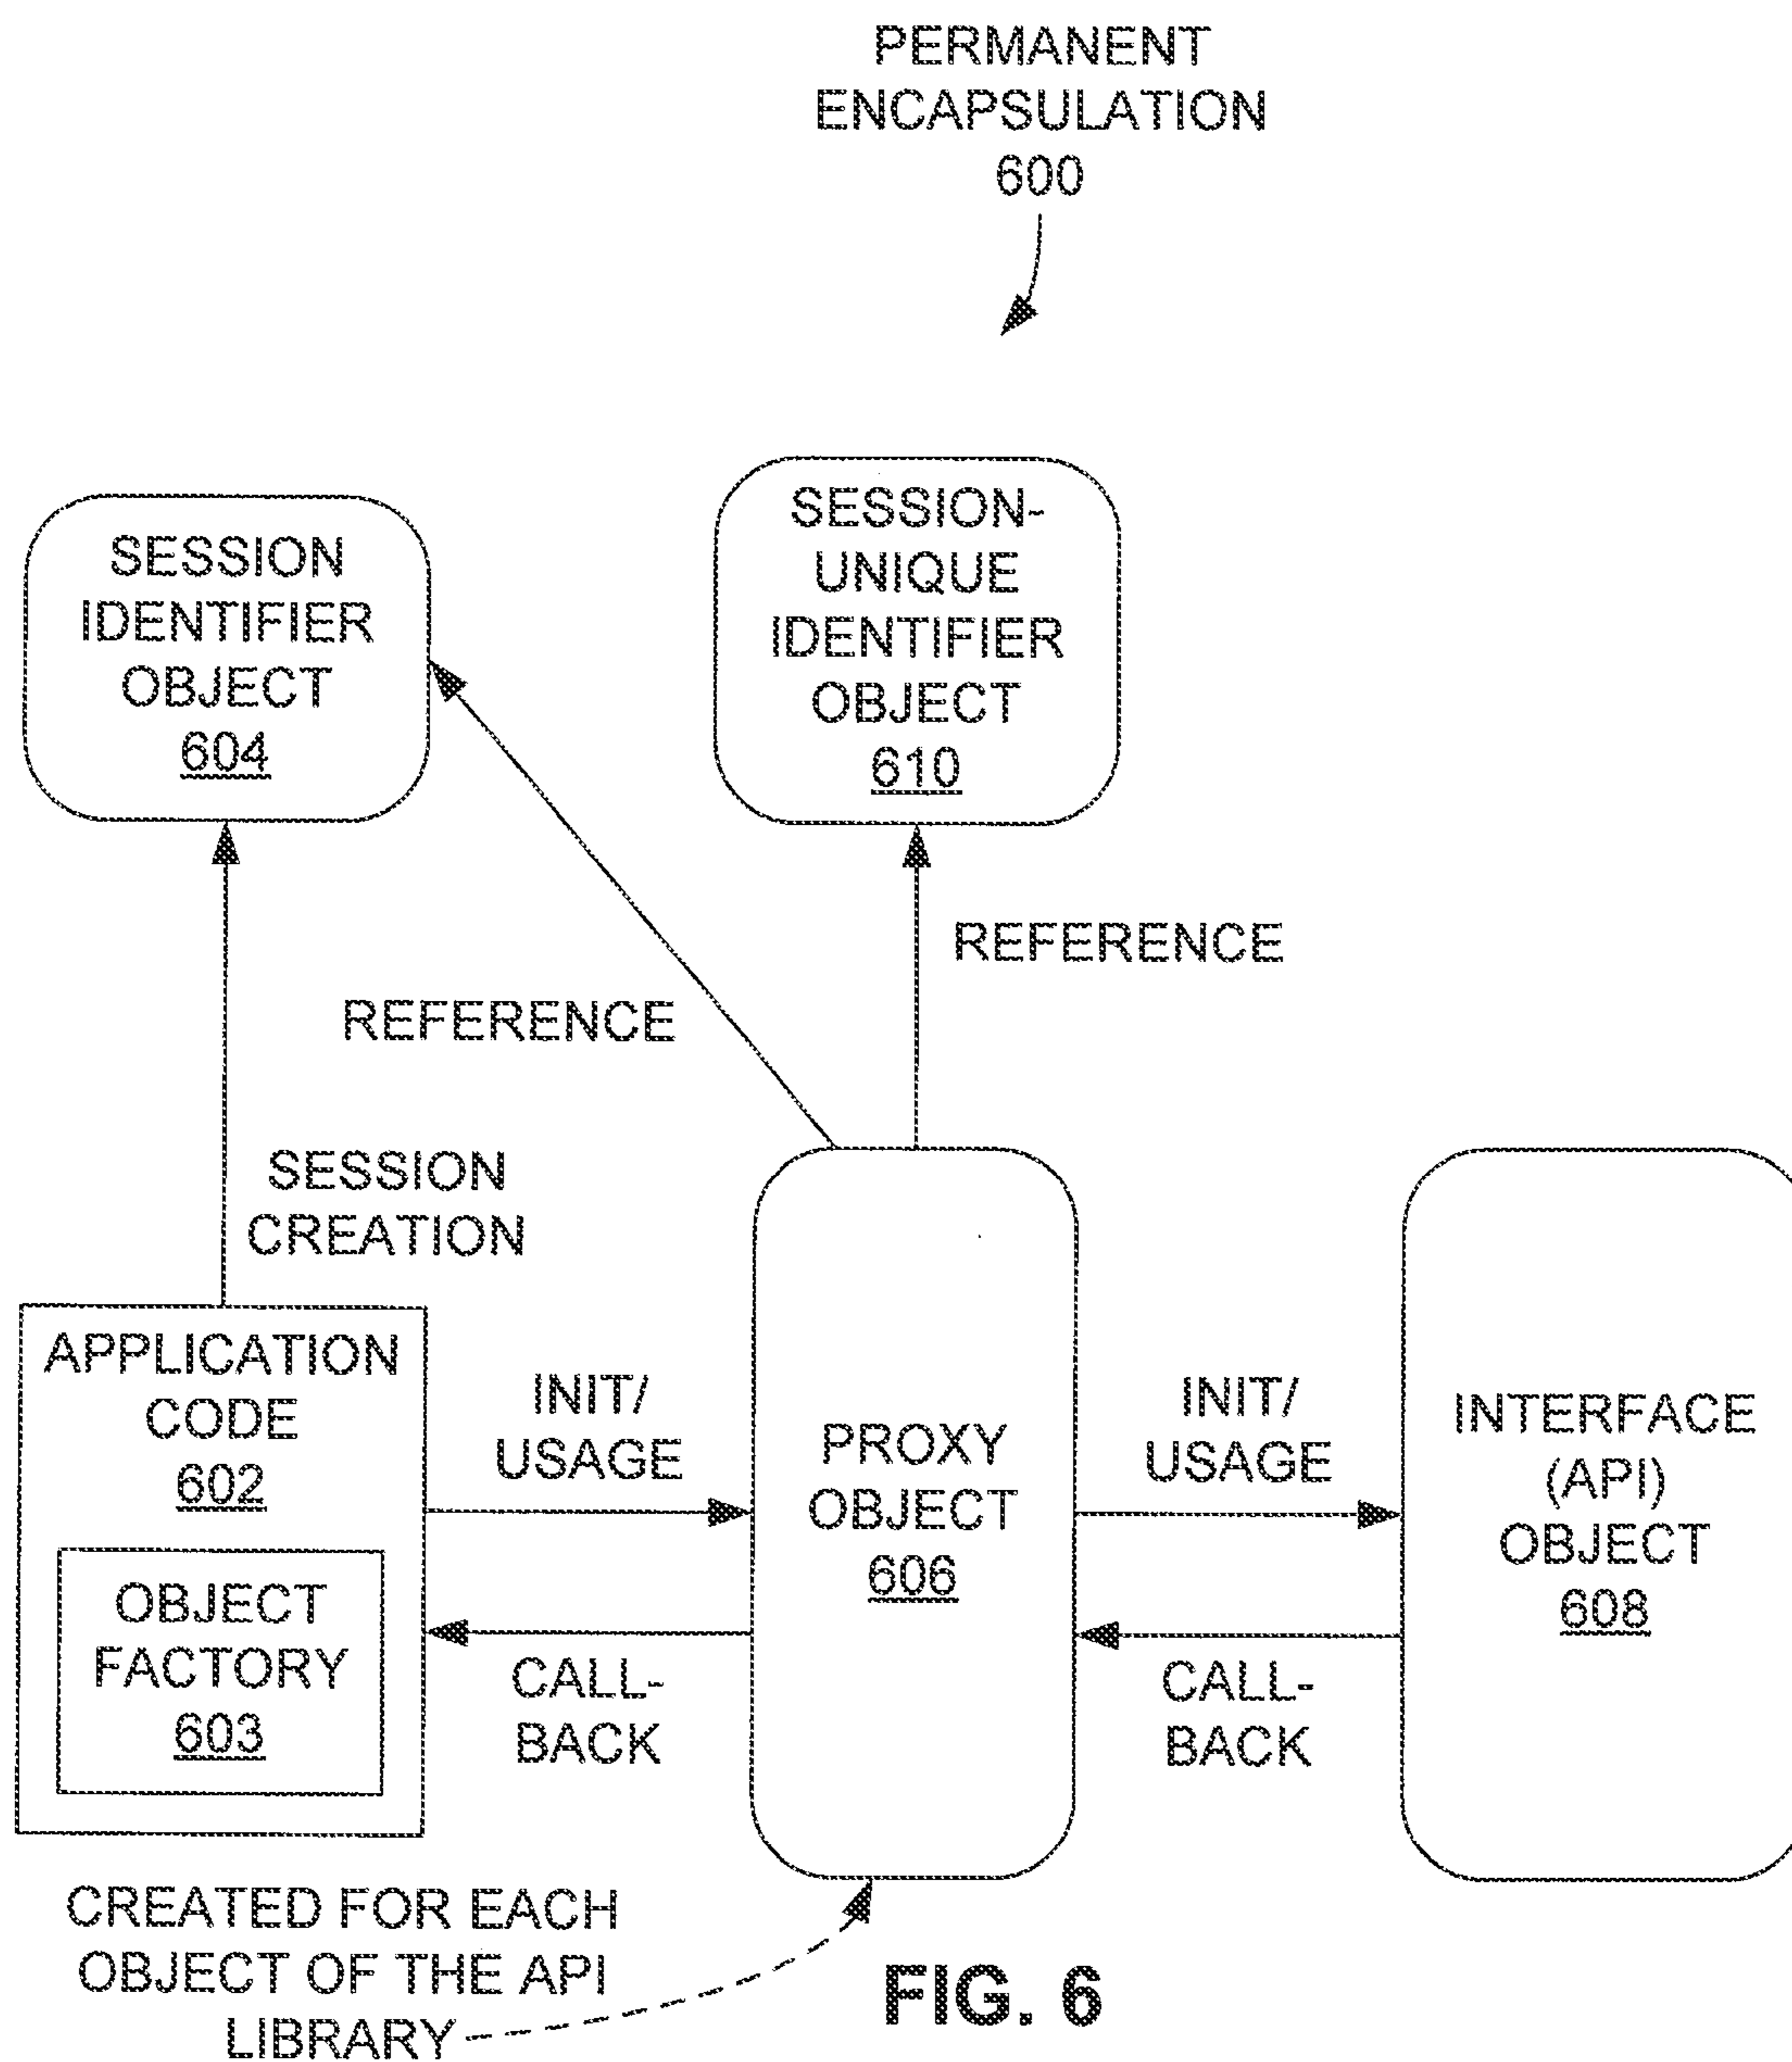 PERMANENT
ENCAPSULATION
600
SESSION
IDENTIFIER
OBJECT
604
SESSION-
UNIQUE
IDENTIFIER
OBJECT
610
REFERENCE
REFERENCE
SESSION
CREATION
APPLICATION
CODE
602
OBJECT
FACTORY
603
INIT/
USAGE
CALL-
BACK
PROXY
OBJECT
606
INIT/
USAGE
CALL-
BACK
INTERFACE
(API)
OBJECT
608
CREATED FOR EACH
OBJECT OF THE API
LIBRARY
FIG. 6